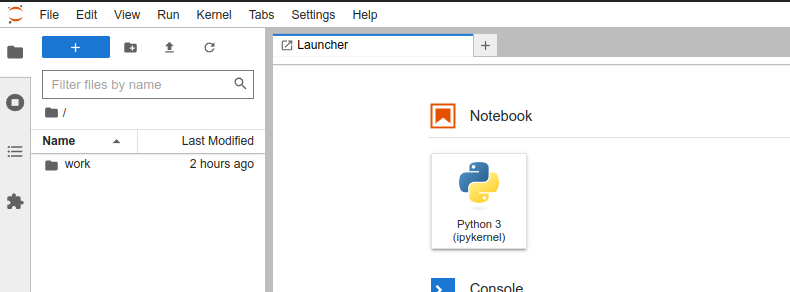 File Edit View Run Kernel Tabs Settings Help
+
Launcher
+
Filter files by name
/
Name Last Modified
work 2 hours ago
Notebook
Python 3
(ipykernel)
Console